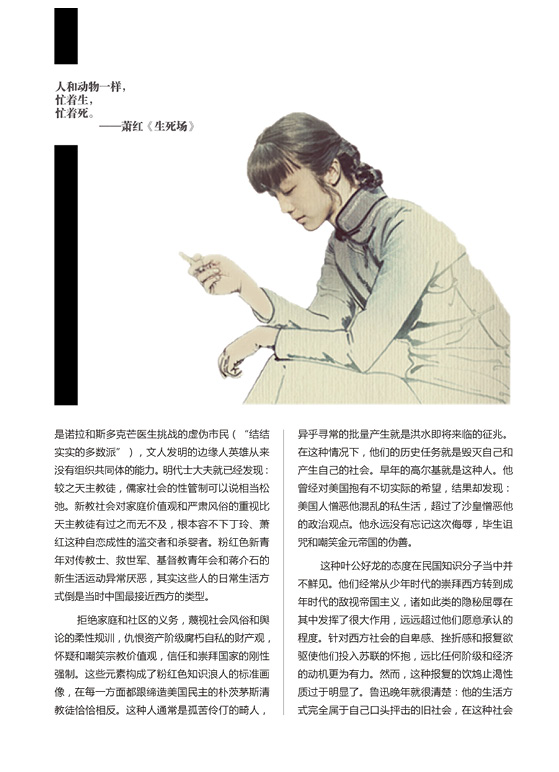 人和动物一样，
忙着生，
忙着死。
——萧红《生死场》
是诺拉和斯多克芒医生挑战的虚伪市民（“结结
实实的多数派”），文人发明的边缘人英雄从来
没有组织共同体的能力。明代士大夫就已经发现：
较之天主教徒，儒家社会的性管制可以说相当松
弛。新教社会对家庭价值观和严肃风俗的重视比
天主教徒有过之而无不及，根本容不下丁玲、萧
红这种自恋成性的滥交者和杀婴者。粉红色新青
年对传教士、救世军、基督教青年会和蒋介石的
新生活运动异常厌恶，其实这些人的日常生活方
式倒是当时中国最接近西方的类型。
拒绝家庭和社区的义务，蔑视社会风俗和舆
论的柔性规训，仇恨资产阶级腐朽自私的财产观，
怀疑和嘲笑宗教价值观，信任和崇拜国家的刚性
强制。这些元素构成了粉红色知识浪人的标准画
像，在每一方面都跟缔造美国民主的朴茨茅斯清
教徒恰恰相反。这种人通常是孤苦伶仃的畸人，
异乎寻常的批量产生就是洪水即将来临的征兆。
在这种情况下，他们的历史任务就是毁灭自己和
产生自己的社会。早年的高尔基就是这种人。他
曾经对美国抱有不切实际的希望，结果却发现：
美国人憎恶他混乱的私生活，超过了沙皇憎恶他
的政治观点。他永远没有忘记这次侮辱，毕生诅
咒和嘲笑金元帝国的伪善。
这种叶公好龙的态度在民国知识分子当中并
不鲜见。他们经常从少年时代的崇拜西方转到成
年时代的敌视帝国主义，诸如此类的隐秘屈辱在
其中发挥了很大作用，远远超过他们愿意承认的
程度。针对西方社会的自卑感、挫折感和报复欲
驱使他们投入苏联的怀抱，远比任何阶级和经济
的动机更为有力。然而，这种报复的饮鸩止渴性
质过于明显了。鲁迅晚年就很清楚：他的生活方
式完全属于自己口头抨击的旧社会，在这种社会